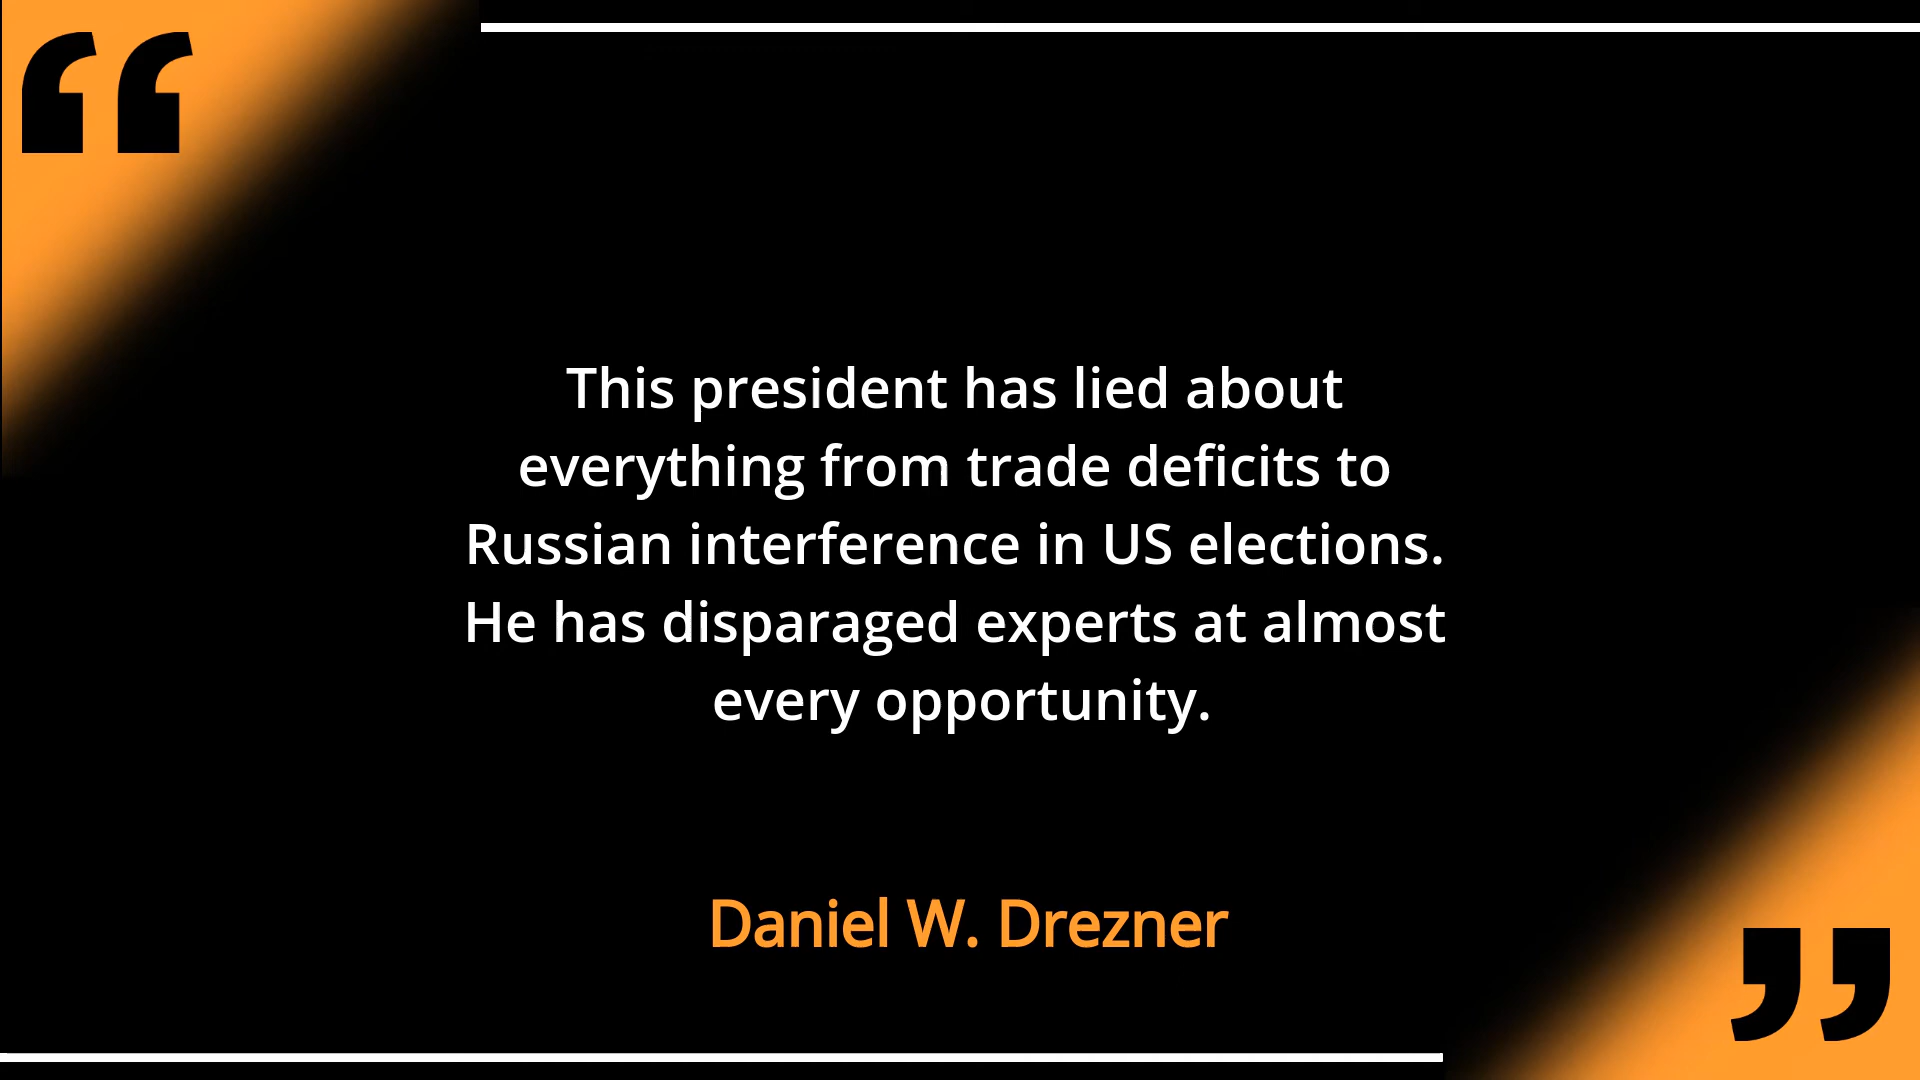 “
This president has lied about
everything from trade deficits to
Russian interference in US elections.
He has disparaged experts at almost
every opportunity.
Daniel W. Drezner
”